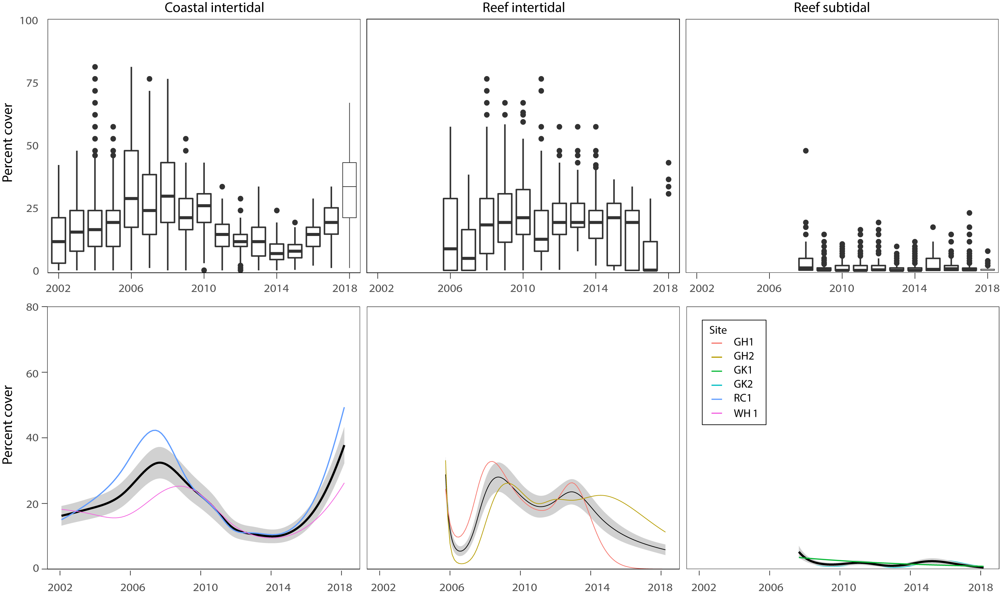 Coastal intertidal
Reef intertidal
Reef subtidal
Percent cover
100
75
50
25
0
2002 2006 2010 2014 2018
2002 2006 2010 2014 2018
2002 2006 2010 2014 2018
Percent cover
80
60
40
20
0
Site
GH1
GH2
GK1
GK2
RC1
WH 1
2002 2006 2010 2014 2018
2002 2006 2010 2014 2018
2002 2006 2010 2014 2018